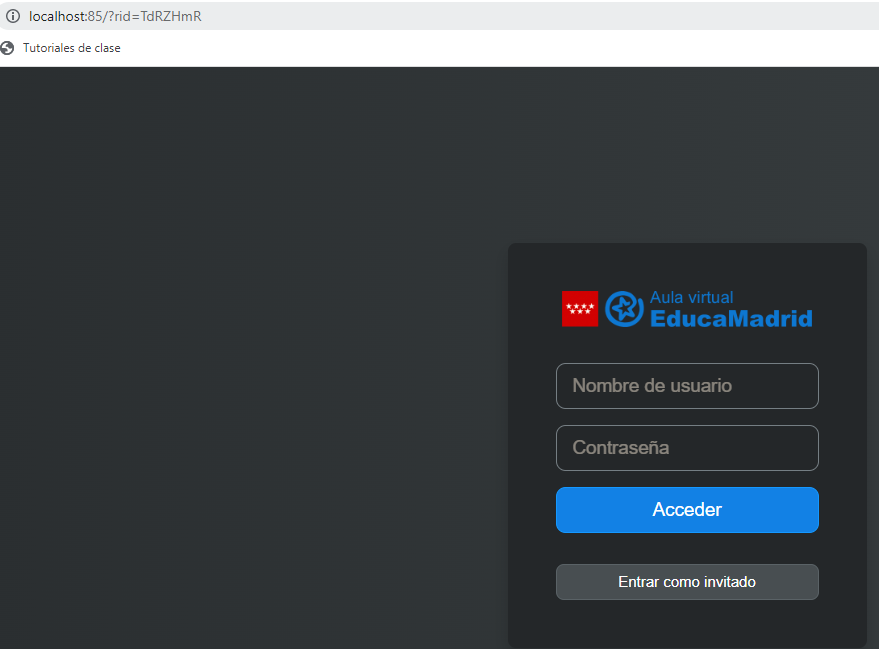 localhost:85/?rid=TdRZHmR
Tutoriales de clase
Aula virtual
EducaMadrid
Nombre de usuario
Contraseña
Acceder
Entrar como invitado